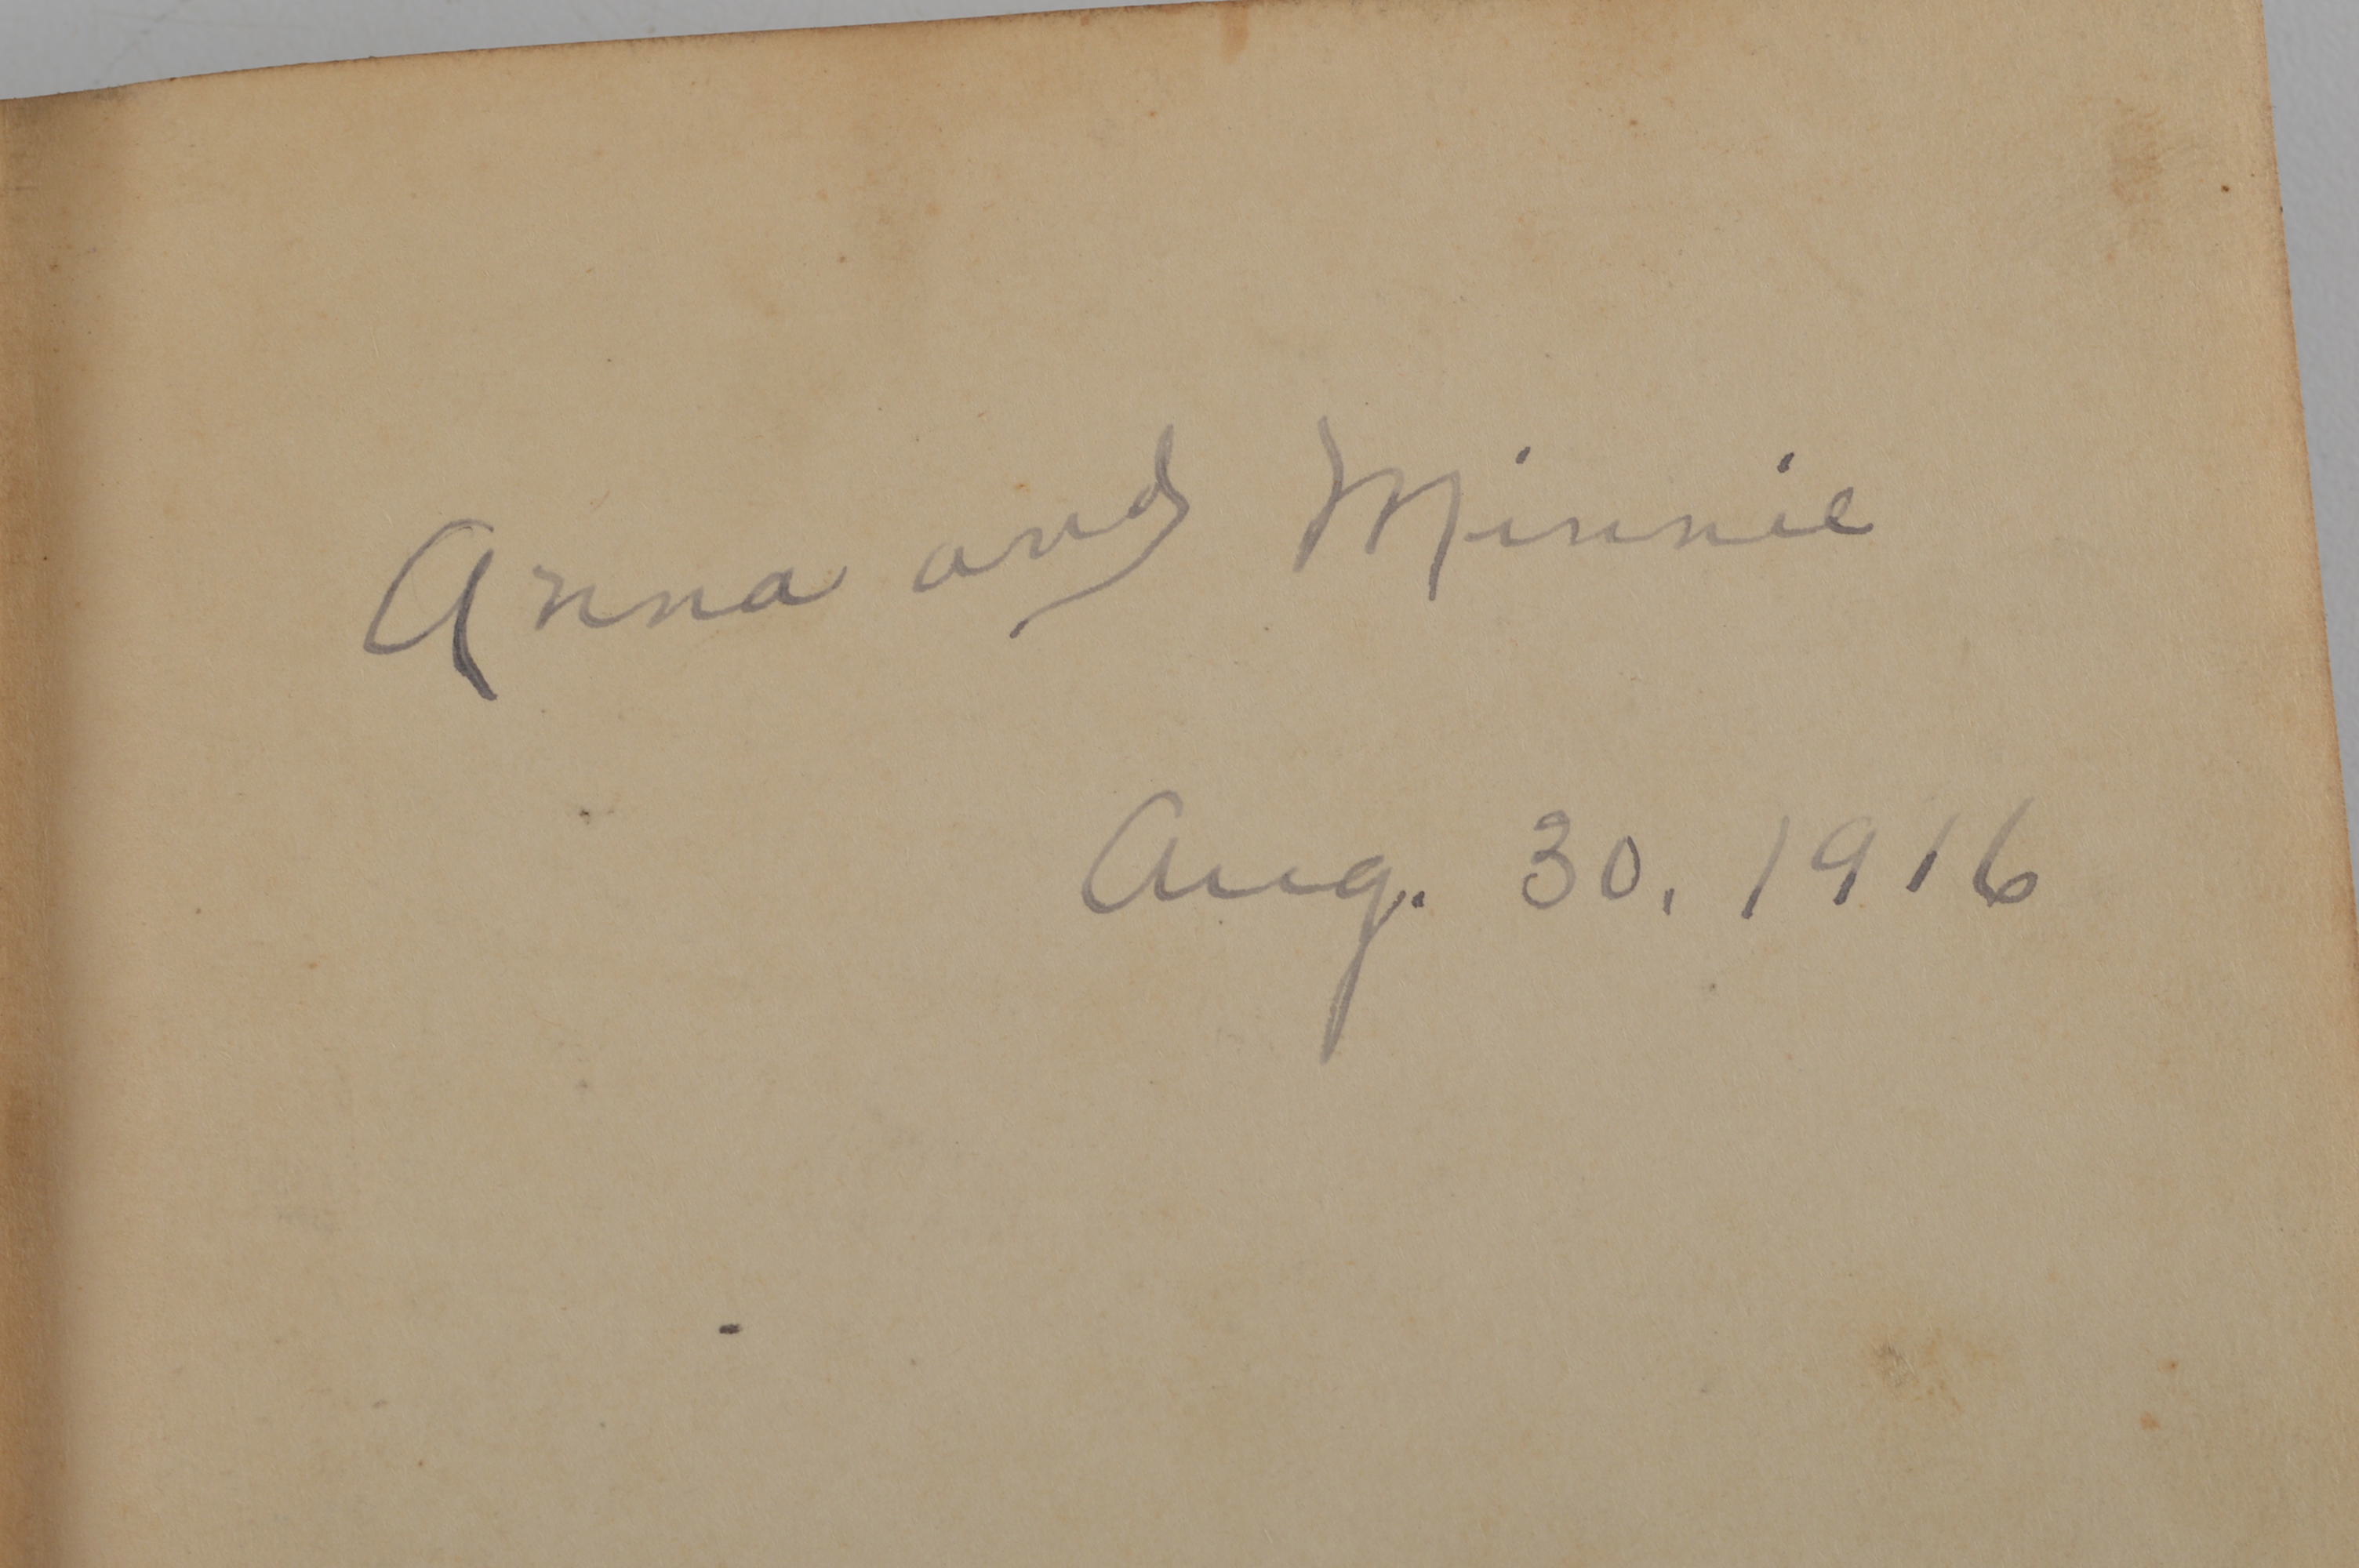 Anna and Minnie
Aug. 30, 1916